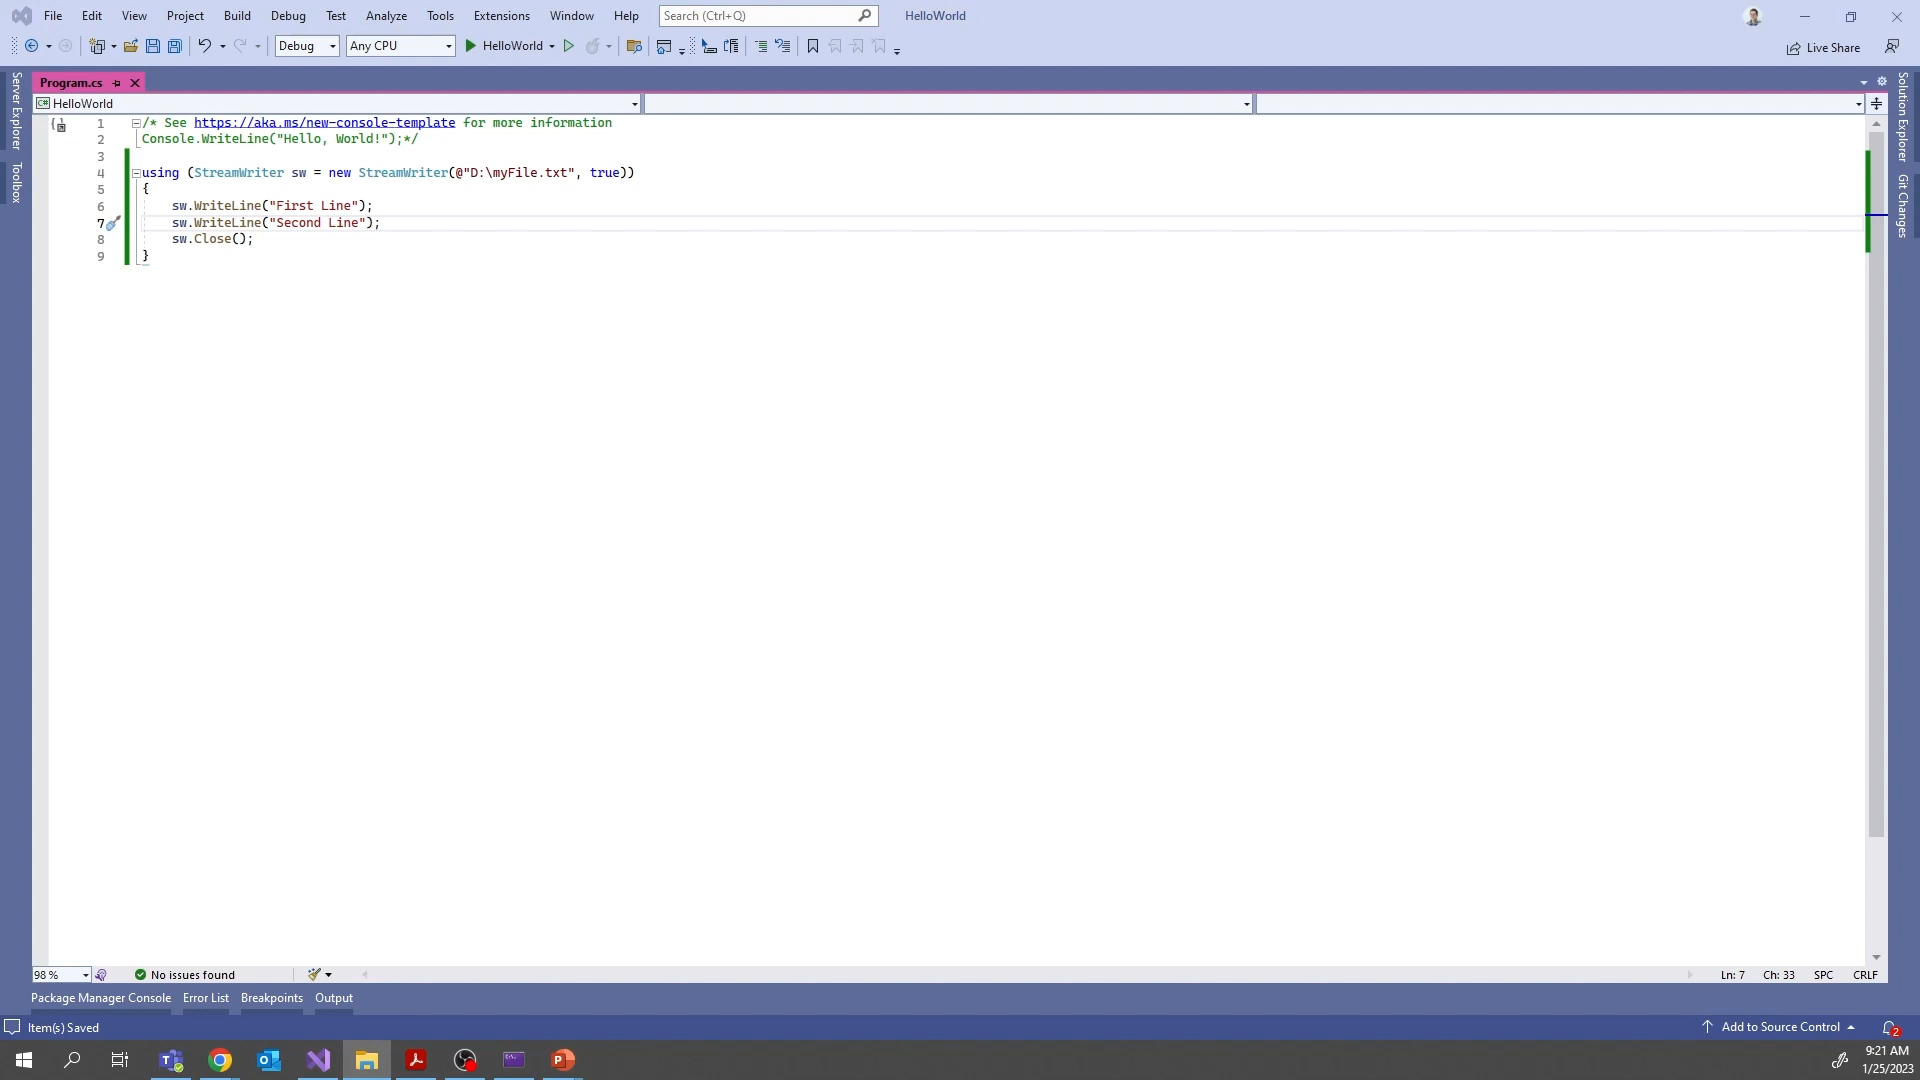 File Edit View Project Build Debug Test Analyze Tools Extensions Window Help Search (Ctrl+Q) HelloWorld
Debug Any CPU HelloWorld Live Share
Program.cs
HelloWorld
1 /* See https://aka.ms/new-console-template for more information
2 Console.WriteLine("Hello, World!");*/
3
4 using (StreamWriter sw = new StreamWriter(@"D:\myFile.txt", true))
5 {
6 sw.WriteLine("First Line");
7 sw.WriteLine("Second Line");
8 sw.Close();
9 }
Server Explorer
Toolbox
Solution Explorer
Git Changes
98 % No issues found Ln: 7 Ch: 33 SPC CRLF
Package Manager Console Error List Breakpoints Output
Item(s) Saved Add to Source Control 2
9:21 AM
1/25/2023